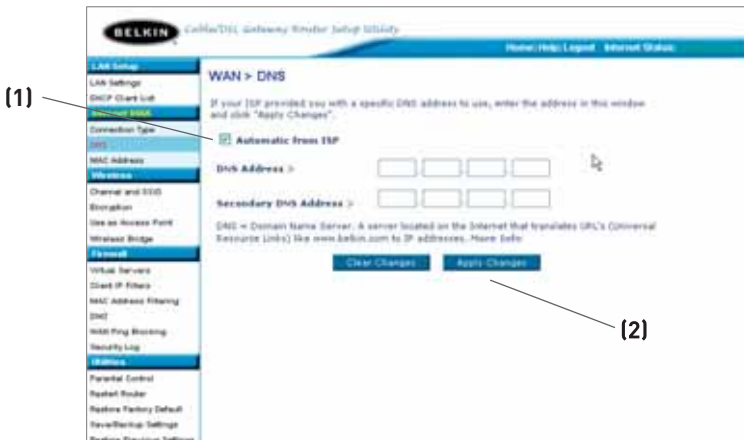 BELKIN Cable/DSL Gateway Router Setup Utility
Home|Help|Logout Internet Status:
LAN Setup
LAN Settings
DHCP Client List
Internet WAN
Connection Type
DNS
MAC Address
Wireless
Channel and SSID
Encryption
Use as Access Point
Wireless Bridge
Firewall
Virtual Servers
Client IP Filters
MAC Address Filtering
DMZ
WAN Ping Blocking
Security Log
Utilities
Parental Control
Restart Router
Restore Factory Default
Save/Backup Settings
Restore Previous Settings
WAN > DNS
If your ISP provided you with a specific DNS address to use, enter the address in this window
and click "Apply Changes".
(1)
Automatic from ISP
DNS Address >
Secondary DNS Address >
DNS = Domain Name Server. A server located on the Internet that translates URL's (Universal
Resource Links) like www.belkin.com to IP addresses. More Info
Clear Changes Apply Changes
(2)